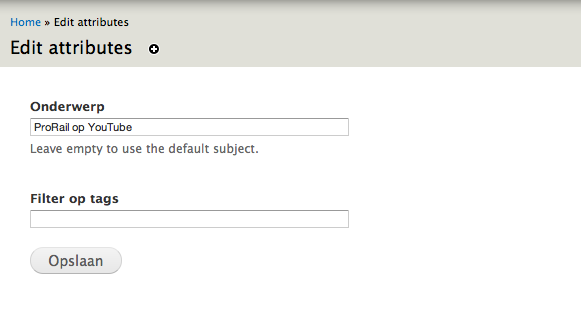 Home » Edit attributes
Edit attributes
Onderwerp
ProRail op YouTube
Leave empty to use the default subject.
Filter op tags
Opslaan